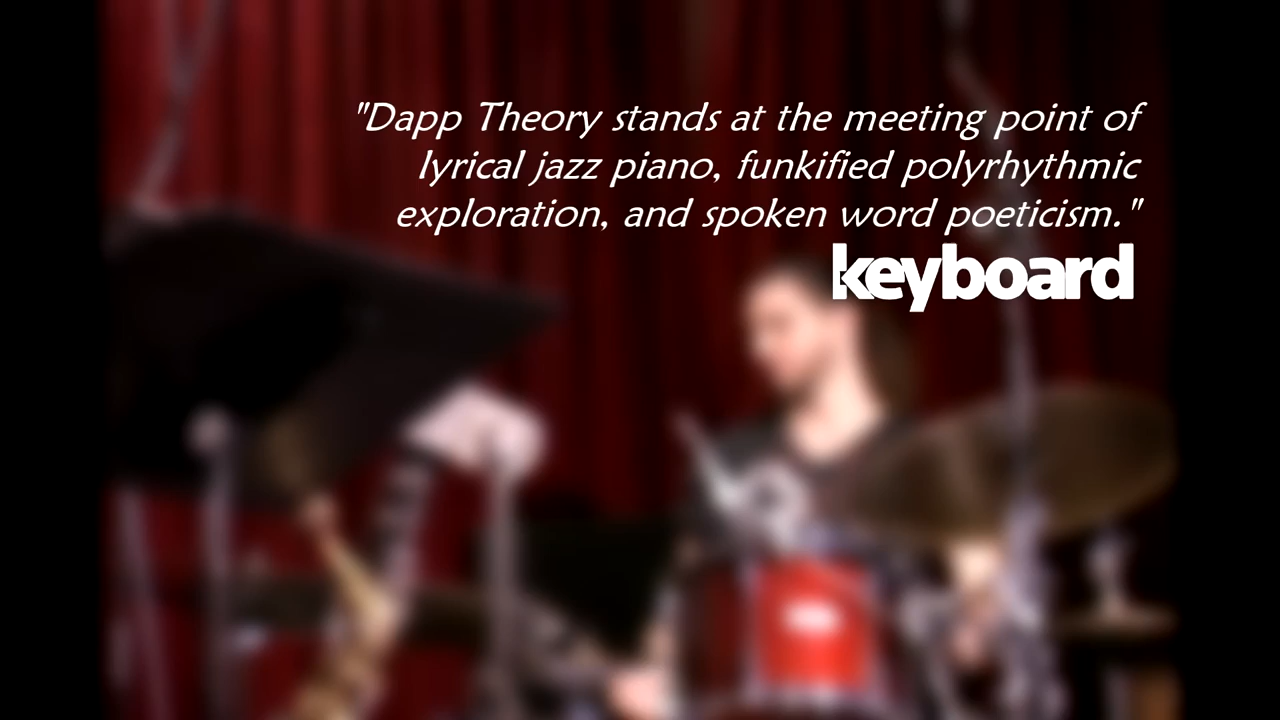 "Dapp Theory stands at the meeting point of
lyrical jazz piano, funkified polyrhythmic
exploration, and spoken word poeticism."
keyboard